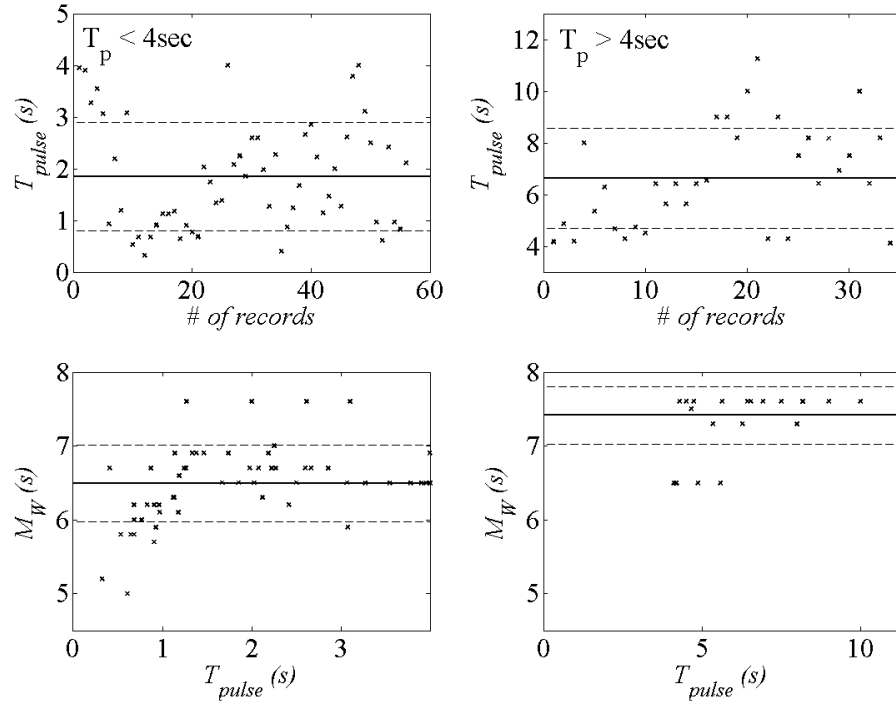 T_p < 4sec
T_pulse (s)
5
4
3
2
1
0
0 20 40 60
# of records
T_p > 4sec
T_pulse (s)
12
10
8
6
4
0 10 20 30
# of records
M_W (s)
8
7
6
5
0 1 2 3
T_pulse (s)
M_W (s)
8
7
6
5
0 5 10
T_pulse (s)